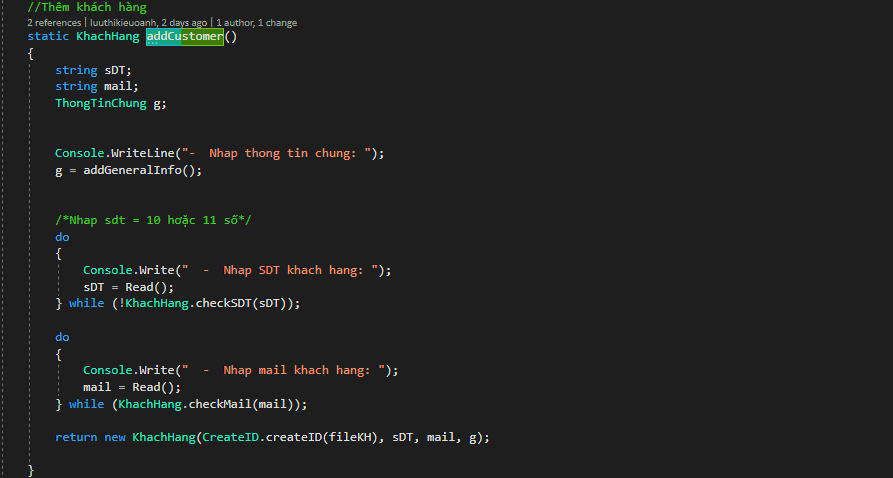 //Thêm khách hàng
2 references | luuthikieuoanh, 2 days ago | 1 author, 1 change
static KhachHang addCustomer()
{
string sDT;
string mail;
ThongTinChung g;
Console.WriteLine("-  Nhap thong tin chung: ");
g = addGeneralInfo();
/*Nhap sdt = 10 hơặc 11 số*/
do
{
Console.Write("  -  Nhap SDT khach hang: ");
sDT = Read();
} while (!KhachHang.checkSDT(sDT));
do
{
Console.Write("  -  Nhap mail khach hang: ");
mail = Read();
} while (KhachHang.checkMail(mail));
return new KhachHang(CreateID.createID(fileKH), sDT, mail, g);
}